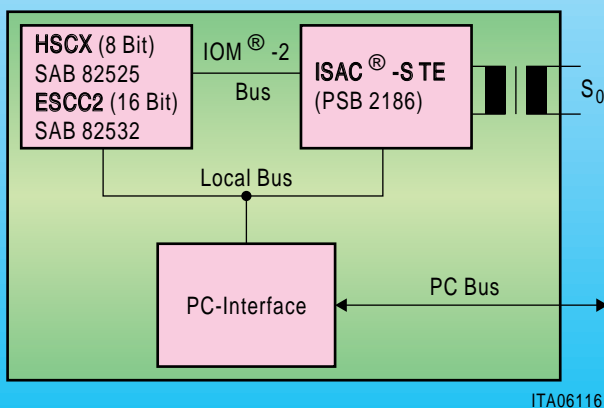 HSCX (8 Bit)
SAB 82525
ESCC2 (16 Bit)
SAB 82532
IOM ® -2
Bus
ISAC ® -S TE
(PSB 2186)
S0
Local Bus
PC-Interface
PC Bus
ITA06116